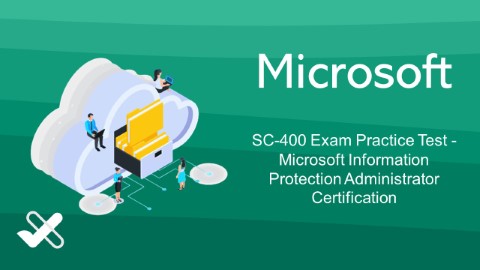 Microsoft
SC-400 Exam Practice Test -
Microsoft Information
Protection Administrator
Certification